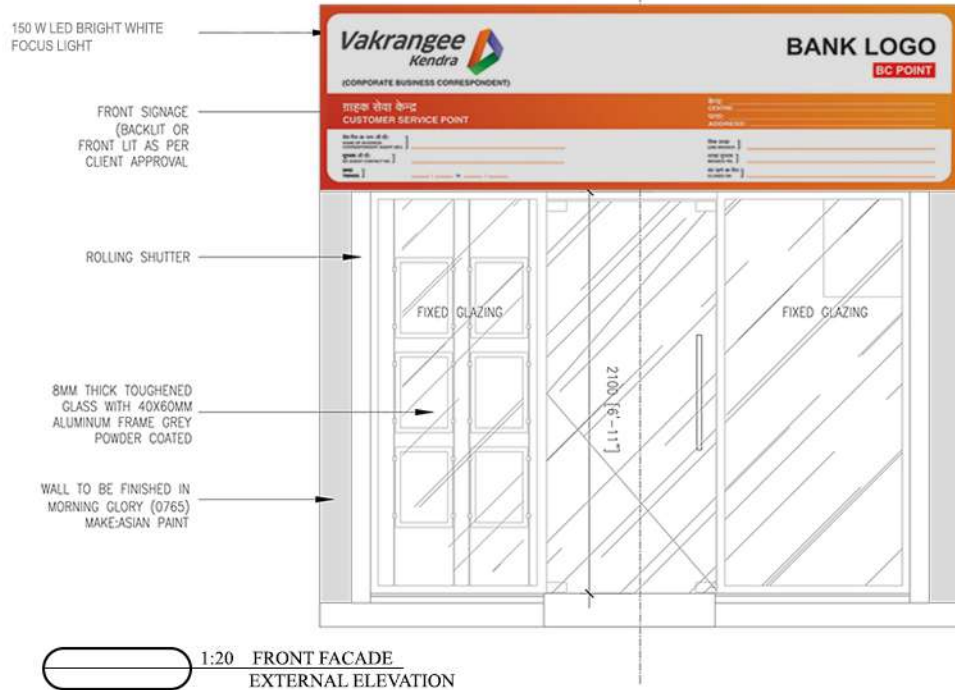 150 W LED BRIGHT WHITE
FOCUS LIGHT
Vakrangee
Kendra
(CORPORATE BUSINESS CORRESPONDENT)
BANK LOGO
BC POINT
FRONT SIGNAGE
(BACKLIT OR
FRONT LIT AS PER
CLIENT APPROVAL
ग्राहक सेवा केन्द्र
CUSTOMER SERVICE POINT
CENTRE:
ADDRESS:
ROLLING SHUTTER
FIXED GLAZING
FIXED GLAZING
2100 [6'-11"]
8MM THICK TOUGHENED
GLASS WITH 40X60MM
ALUMINUM FRAME GREY
POWDER COATED
WALL TO BE FINISHED IN
MORNING GLORY (0765)
MAKE:ASIAN PAINT
1:20 FRONT FACADE
EXTERNAL ELEVATION